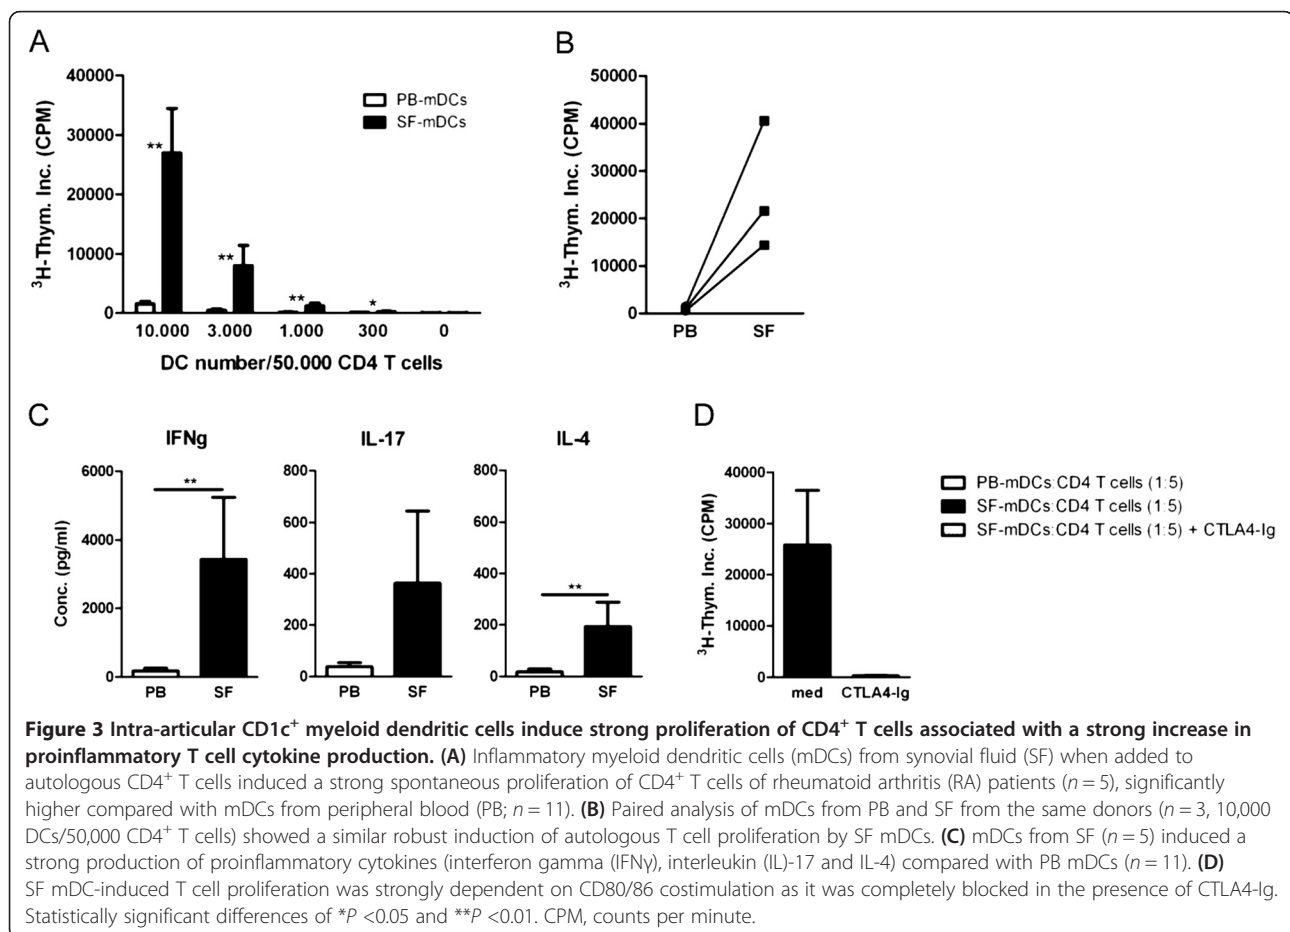 A
40000
30000
20000
10000
0
³H-Thym. Inc. (CPM)
PB-mDCs
SF-mDCs
**
**
**
*
10.000 3.000 1.000 300 0
DC number/50.000 CD4 T cells
B
50000
40000
30000
20000
10000
0
³H-Thym. Inc. (CPM)
PB SF
C
IFNg
6000
4000
2000
0
Conc. (pg/ml)
**
PB SF
IL-17
800
600
400
200
0
PB SF
IL-4
800
600
400
200
0
**
PB SF
D
40000
30000
20000
10000
0
³H-Thym. Inc. (CPM)
med CTLA4-Ig
PB-mDCs:CD4 T cells (1:5)
SF-mDCs:CD4 T cells (1:5)
SF-mDCs:CD4 T cells (1:5) + CTLA4-Ig
Figure 3 Intra-articular CD1c⁺ myeloid dendritic cells induce strong proliferation of CD4⁺ T cells associated with a strong increase in
proinflammatory T cell cytokine production. (A) Inflammatory myeloid dendritic cells (mDCs) from synovial fluid (SF) when added to
autologous CD4⁺ T cells induced a strong spontaneous proliferation of CD4⁺ T cells of rheumatoid arthritis (RA) patients (n = 5), significantly
higher compared with mDCs from peripheral blood (PB; n = 11). (B) Paired analysis of mDCs from PB and SF from the same donors (n = 3, 10,000
DCs/50,000 CD4⁺ T cells) showed a similar robust induction of autologous T cell proliferation by SF mDCs. (C) mDCs from SF (n = 5) induced a
strong production of proinflammatory cytokines (interferon gamma (IFNγ), interleukin (IL)-17 and IL-4) compared with PB mDCs (n = 11). (D)
SF mDC-induced T cell proliferation was strongly dependent on CD80/86 costimulation as it was completely blocked in the presence of CTLA4-Ig.
Statistically significant differences of *P <0.05 and **P <0.01. CPM, counts per minute.